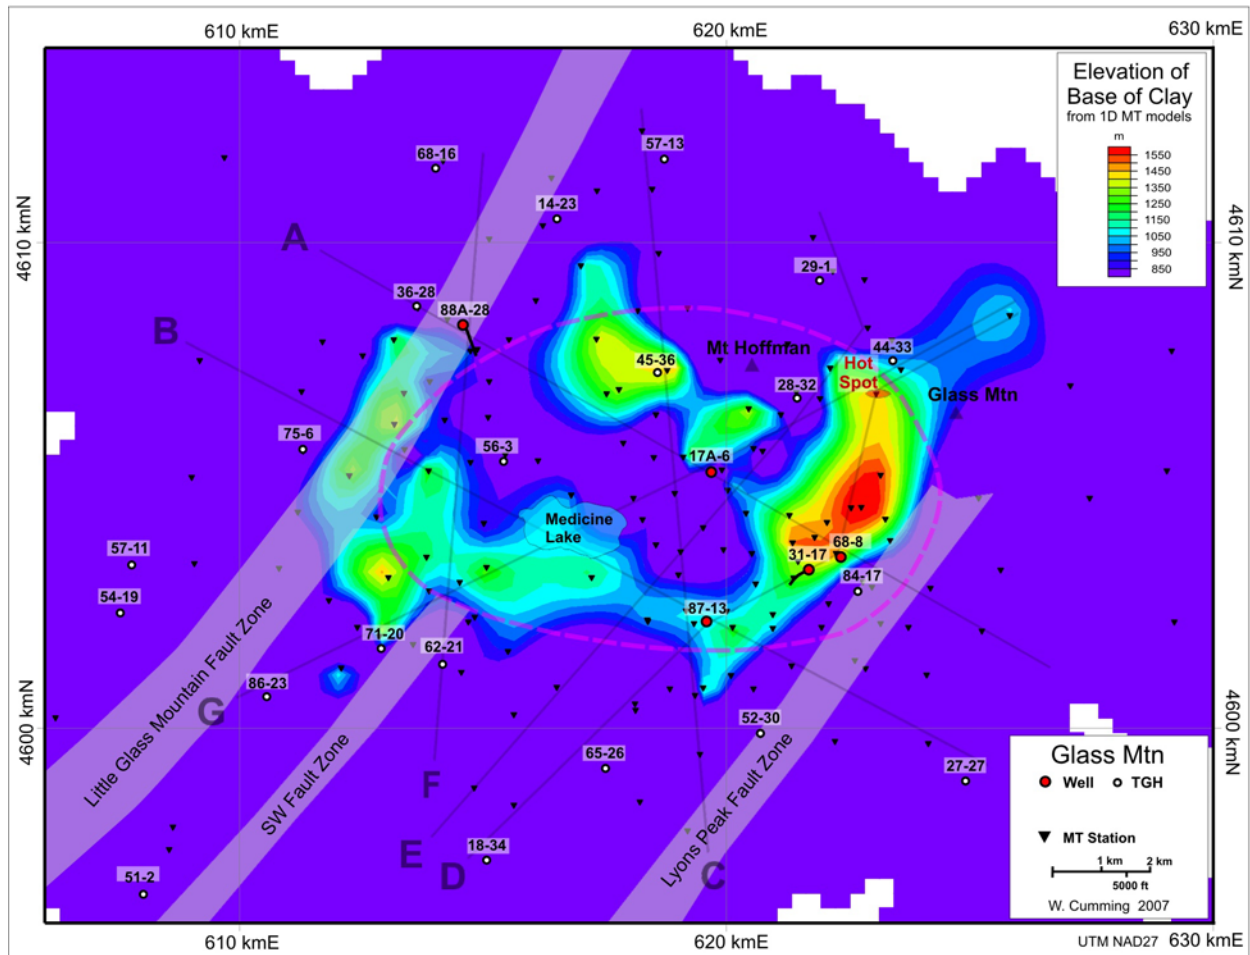 610 kmE
620 kmE
630 kmE
Elevation of
Base of Clay
from 1D MT models
m
1550
1450
1350
1250
1150
1050
950
850
68-16
57-13
14-23
A
4610 kmN
4610 kmN
29-1
36-28
88A-28
B
Mt Hoffman
44-33
45-36
Hot
Spot
28-32
Glass Mtn
75-6
56-3
17A-6
Medicine
Lake
57-11
68-8
31-17
84-17
54-19
87-13
71-20
62-21
86-23
G
Little Glass Mountain Fault Zone
4600 kmN
4600 kmN
52-30
SW Fault Zone
65-26
27-27
F
Lyons Peak Fault Zone
E
18-34
D
C
51-2
Glass Mtn
Well
TGH
MT Station
1 km
2 km
5000 ft
W. Cumming 2007
610 kmE
620 kmE
UTM NAD27
630 kmE